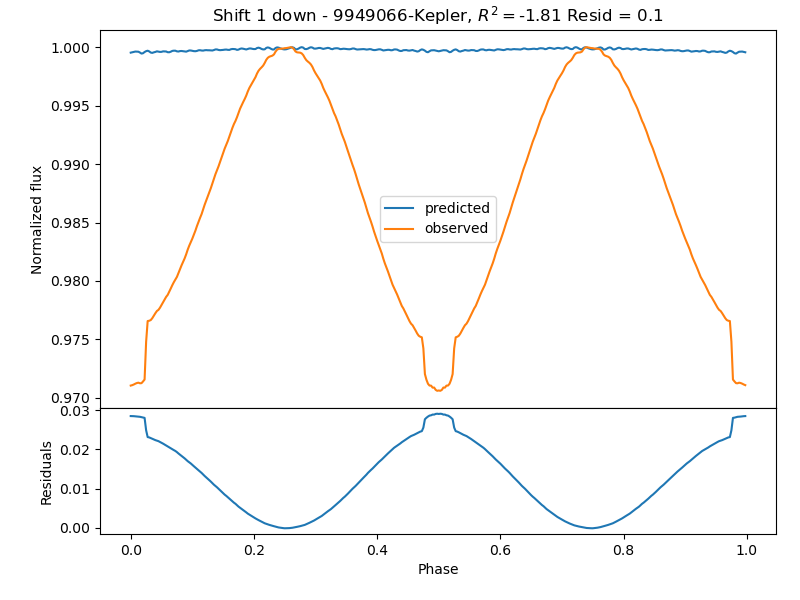 Shift 1 down - 9949066-Kepler, R² = -1.81 Resid = 0.1
Normalized flux
1.000
0.995
0.990
0.985
0.980
0.975
0.970
predicted
observed
Residuals
0.03
0.02
0.01
0.00
0.0 0.2 0.4 0.6 0.8 1.0
Phase